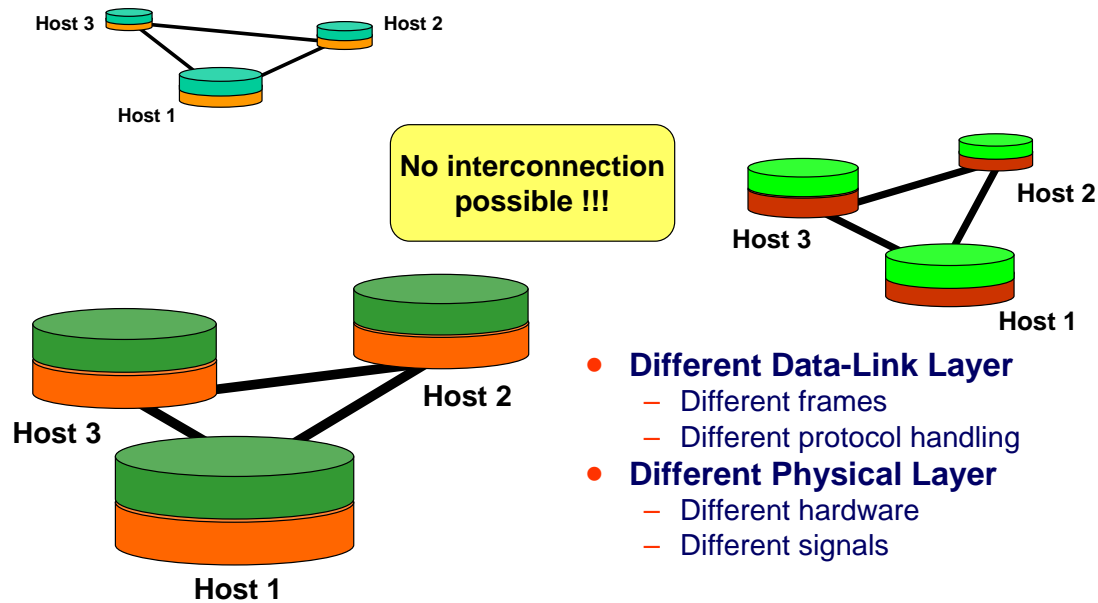 Host 3
Host 2
Host 1
No interconnection
possible !!!
Host 2
Host 3
Host 1
Host 2
Host 3
Host 1
• Different Data-Link Layer
– Different frames
– Different protocol handling
• Different Physical Layer
– Different hardware
– Different signals